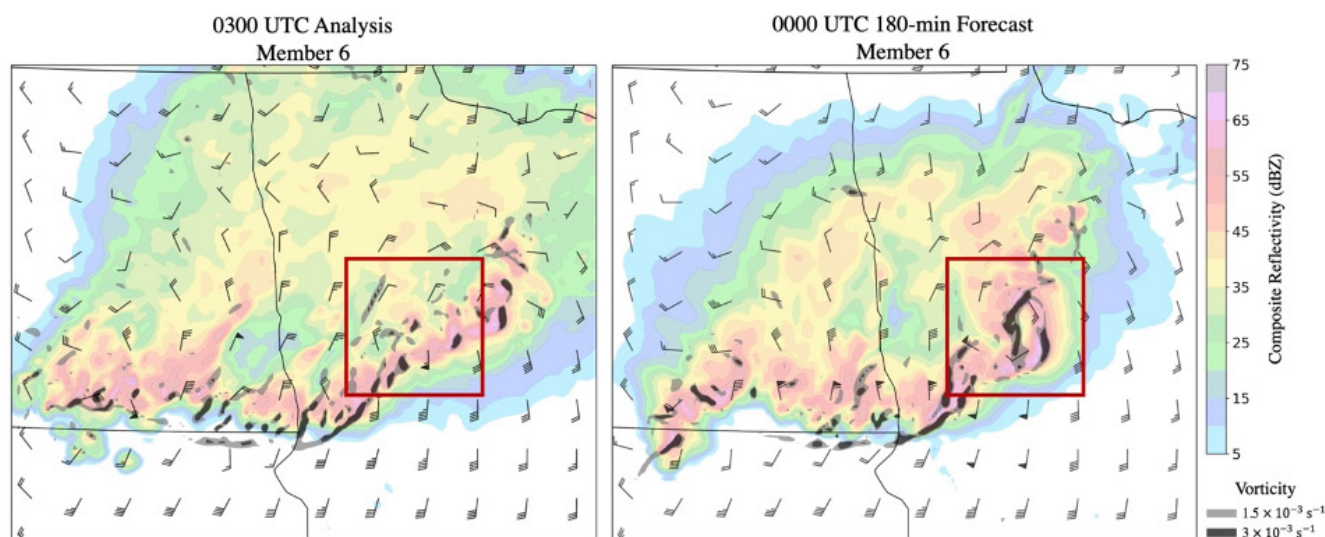 0300 UTC Analysis
Member 6
0000 UTC 180-min Forecast
Member 6
75
65
55
45
35
25
15
5
Composite Reflectivity (dBZ)
Vorticity
1.5 × 10⁻³ s⁻¹
3 × 10⁻³ s⁻¹